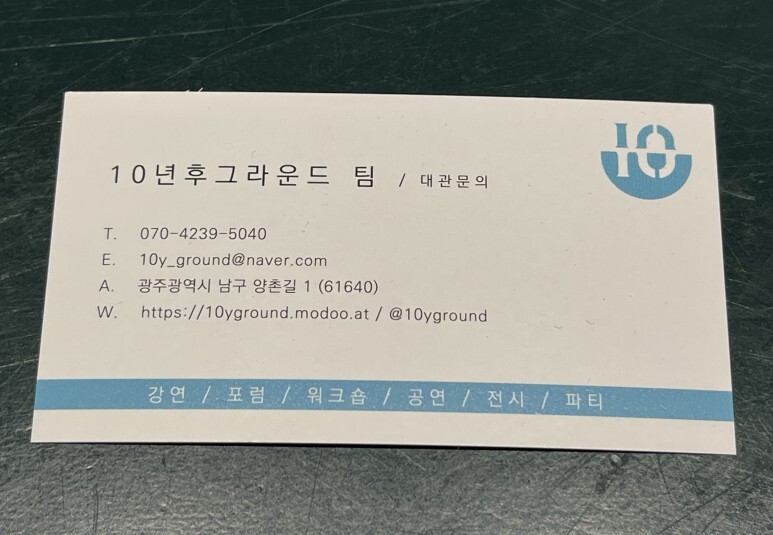 10
10년후그라운드 팀 / 대관문의
T. 070-4239-5040
E. 10y_ground@naver.com
A. 광주광역시 남구 양촌길 1 (61640)
W. https://10yground.modoo.at / @10yground
강연 / 포럼 / 워크숍 / 공연 / 전시 / 파티